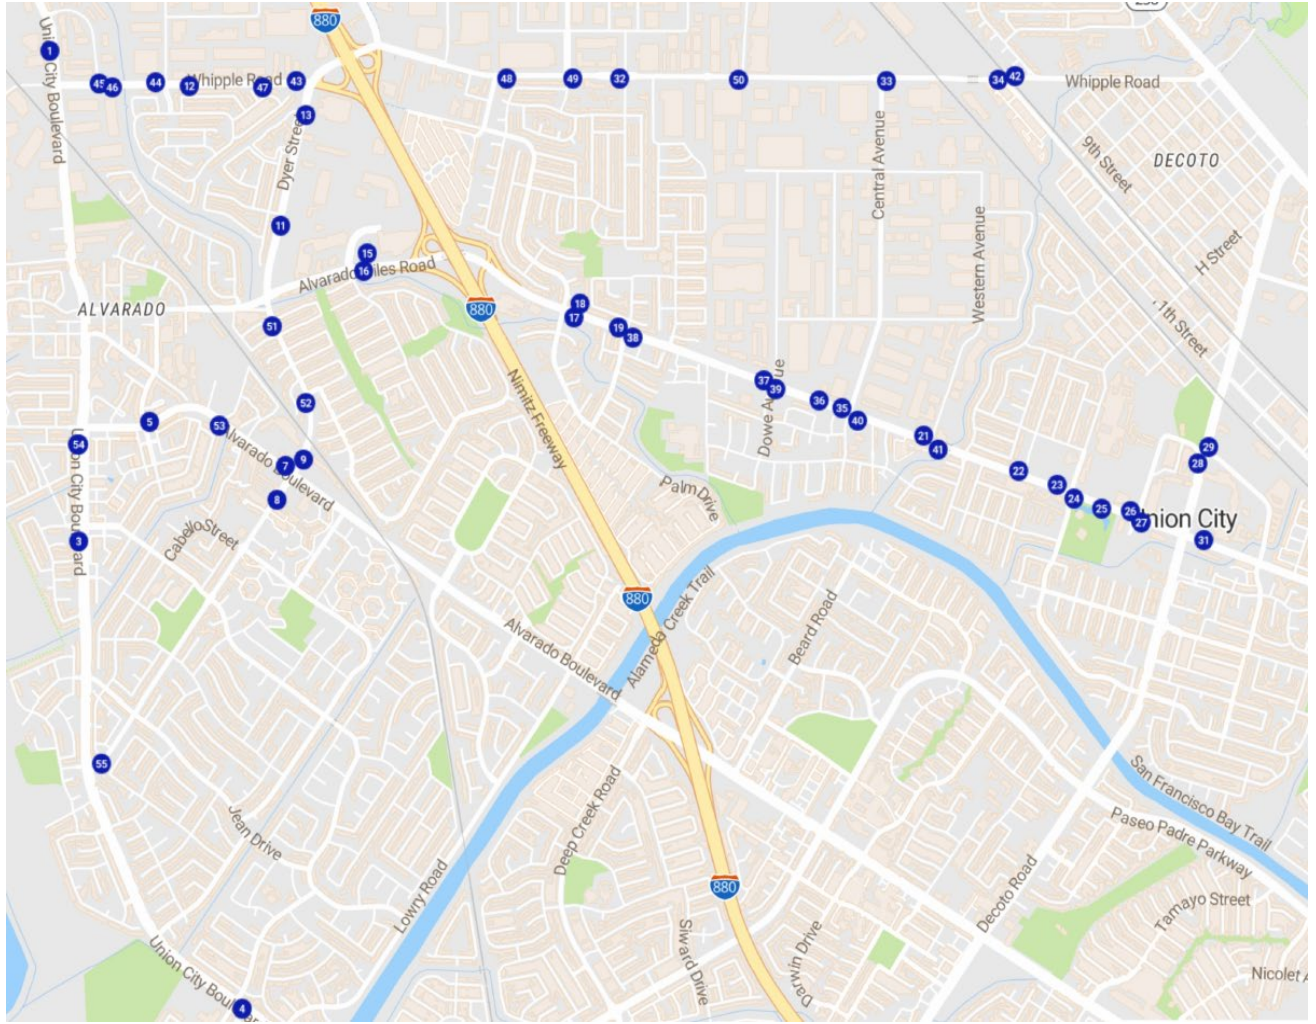 880
Union City Boulevard
1
45
46
44
12
Whipple Road
47
43
48
49
32
50
33
34
42
Whipple Road
13
Dyer Street
Central Avenue
9th Street
DECOTO
11
Western Avenue
H Street
15
16
Alvarado Niles Road
ALVARADO
880
18
17
19
38
51
37
39
Dowe Avenue
36
35
40
52
Nimitz Freeway
5
53
54
Alvarado Boulevard
7
9
8
21
41
22
23
24
25
26
27
Union City
29
28
31
Union City Boulevard
3
Cabello Street
Palm Drive
880
Alameda Creek Trail
Beard Road
Alvarado Boulevard
55
San Francisco Bay Trail
Paseo Padre Parkway
Jean Drive
Deep Creek Road
Lowry Road
880
Decoto Road
Tamayo Street
Siward Drive
Darwin Drive
Union City Boulevard
4